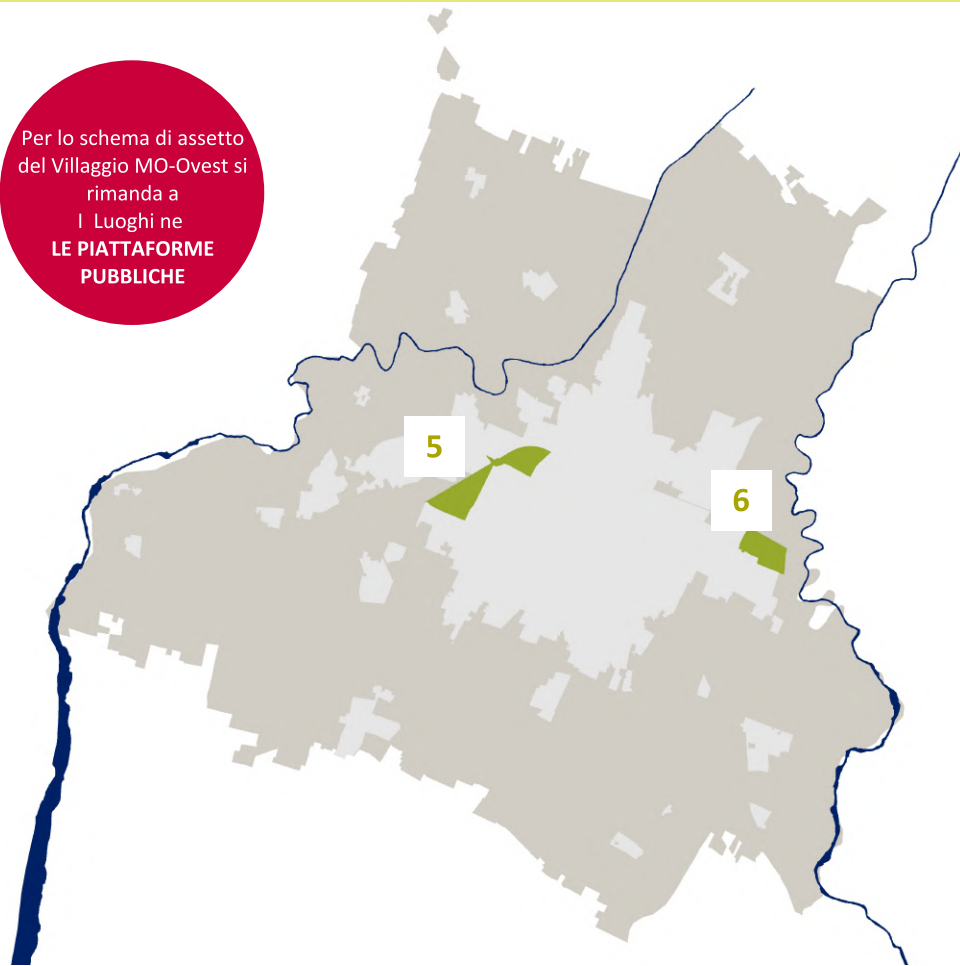 Per lo schema di assetto
del Villaggio MO-Ovest si
rimanda a
I Luoghi ne
LE PIATTAFORME
PUBBLICHE
5
6